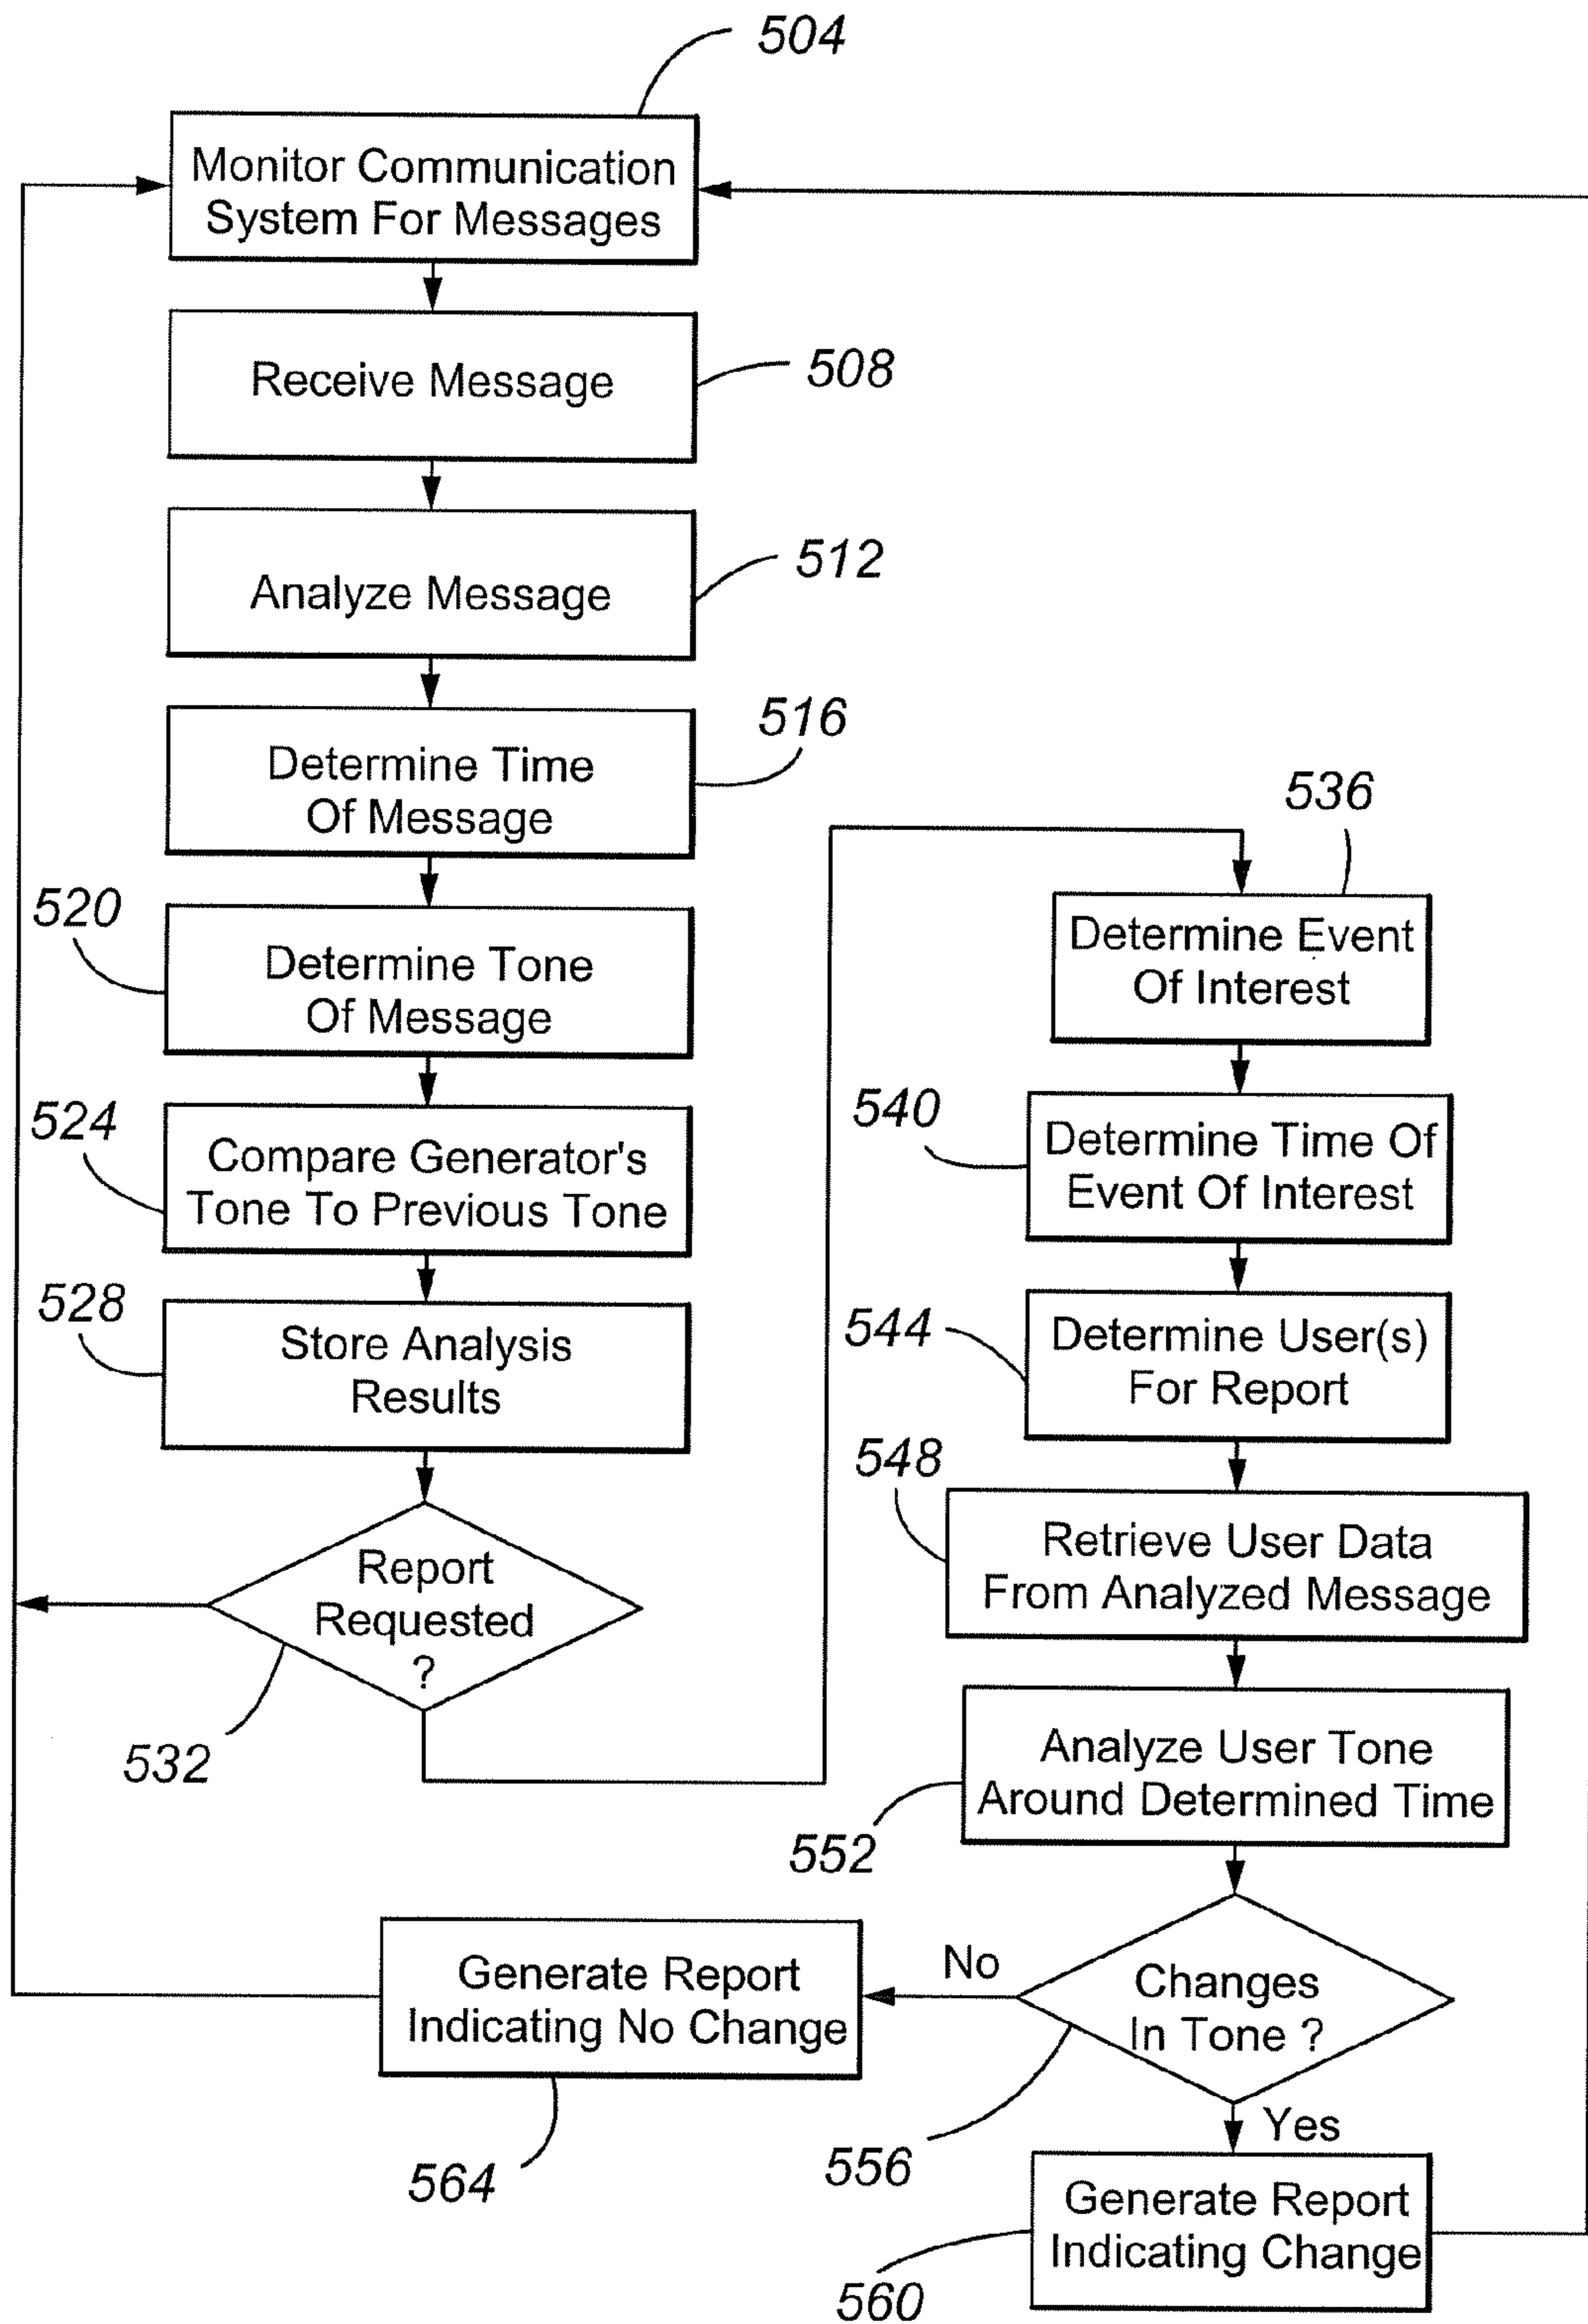 504
Monitor Communication
System For Messages
Receive Message
508
Analyze Message
512
Determine Time
Of Message
516
520
Determine Tone
Of Message
524
Compare Generator's
Tone To Previous Tone
528
Store Analysis
Results
Report
Requested
?
532
536
Determine Event
Of Interest
540
Determine Time Of
Event Of Interest
544
Determine User(s)
For Report
548
Retrieve User Data
From Analyzed Message
Analyze User Tone
Around Determined Time
552
Changes
In Tone ?
556
No
Generate Report
Indicating No Change
564
Yes
Generate Report
Indicating Change
560